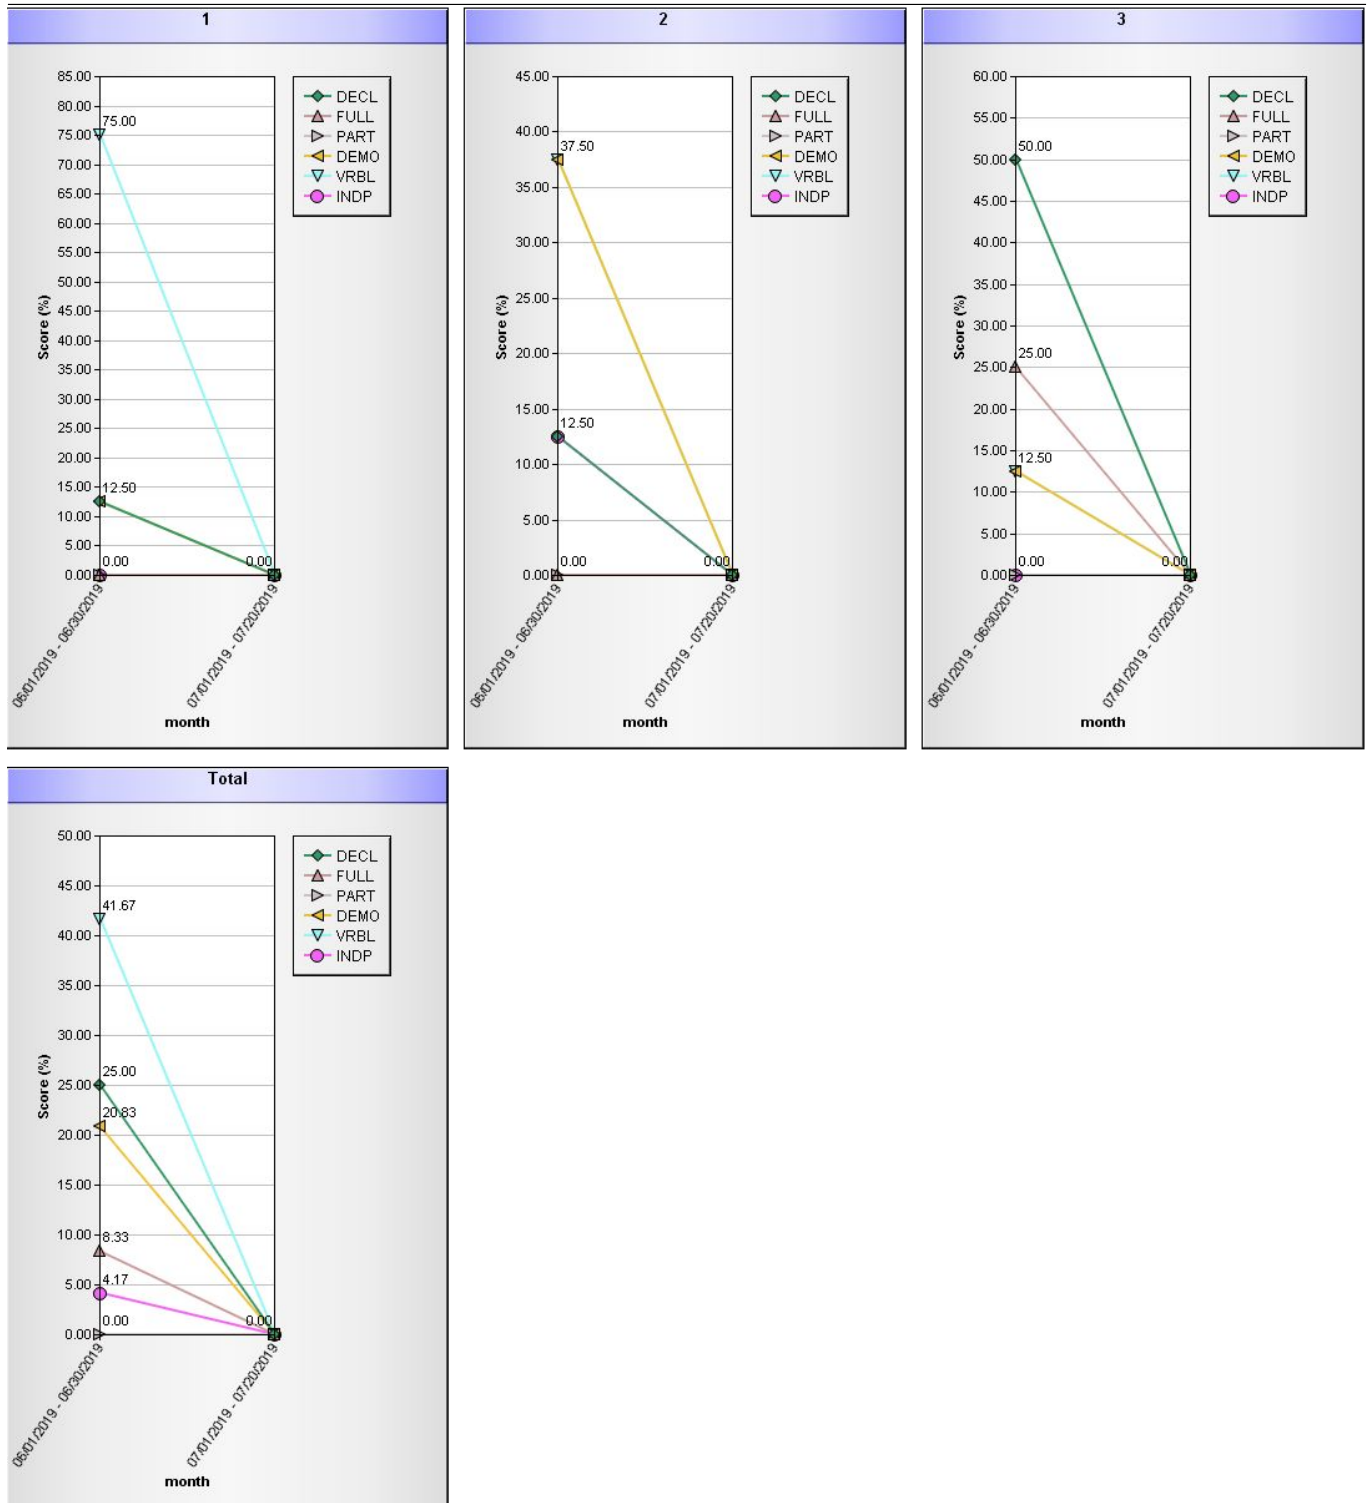 1
85.00
80.00
75.00
70.00
65.00
60.00
55.00
50.00
45.00
40.00
35.00
30.00
25.00
20.00
15.00
10.00
5.00
0.00
Score (%)
75.00
12.50
0.00
0.00
06/01/2019 - 06/30/2019
07/01/2019 - 07/20/2019
month
DECL
FULL
PART
DEMO
VRBL
INDP
2
45.00
40.00
35.00
30.00
25.00
20.00
15.00
10.00
5.00
0.00
Score (%)
37.50
12.50
0.00
0.00
06/01/2019 - 06/30/2019
07/01/2019 - 07/20/2019
month
DECL
FULL
PART
DEMO
VRBL
INDP
3
60.00
55.00
50.00
45.00
40.00
35.00
30.00
25.00
20.00
15.00
10.00
5.00
0.00
Score (%)
50.00
25.00
12.50
0.00
0.00
06/01/2019 - 06/30/2019
07/01/2019 - 07/20/2019
month
DECL
FULL
PART
DEMO
VRBL
INDP
Total
50.00
45.00
40.00
35.00
30.00
25.00
20.00
15.00
10.00
5.00
0.00
Score (%)
41.67
25.00
20.83
8.33
4.17
0.00
0.00
06/01/2019 - 06/30/2019
07/01/2019 - 07/20/2019
month
DECL
FULL
PART
DEMO
VRBL
INDP